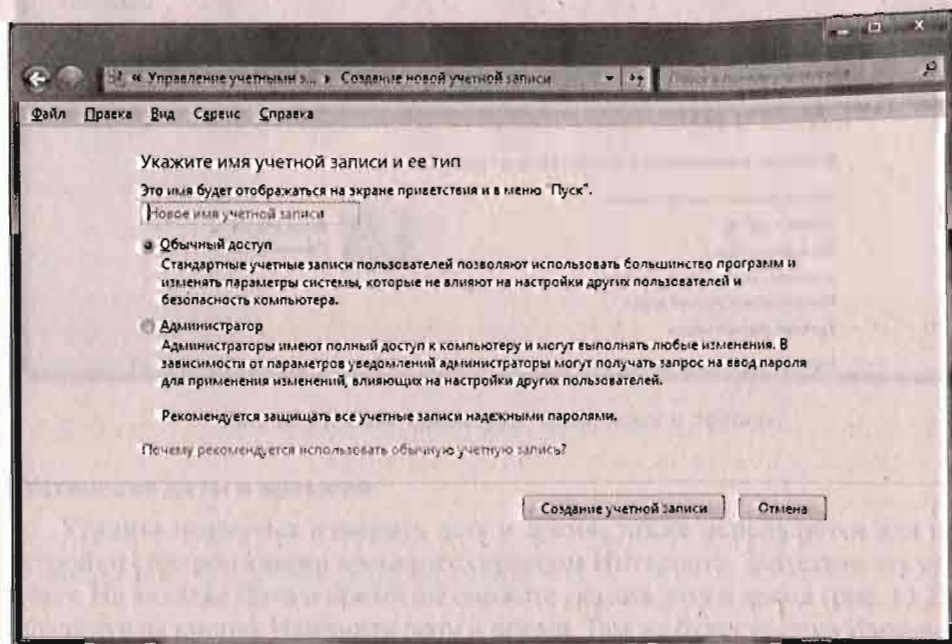 « Управление учетными з... ▸ Создание новой учетной записи
Файл Правка Вид Сервис Справка
Укажите имя учетной записи и ее тип
Это имя будет отображаться на экране приветствия и в меню "Пуск".
Новое имя учетной записи
Обычный доступ
Стандартные учетные записи пользователей позволяют использовать большинство программ и
изменять параметры системы, которые не влияют на настройки других пользователей и
безопасность компьютера.
Администратор
Администраторы имеют полный доступ к компьютеру и могут выполнять любые изменения. В
зависимости от параметров уведомлений администраторы могут получать запрос на ввод пароля
для применения изменений, влияющих на настройки других пользователей.
Рекомендуется защищать все учетные записи надежными паролями.
Почему рекомендуется использовать обычную учетную запись?
Создание учетной записи Отмена